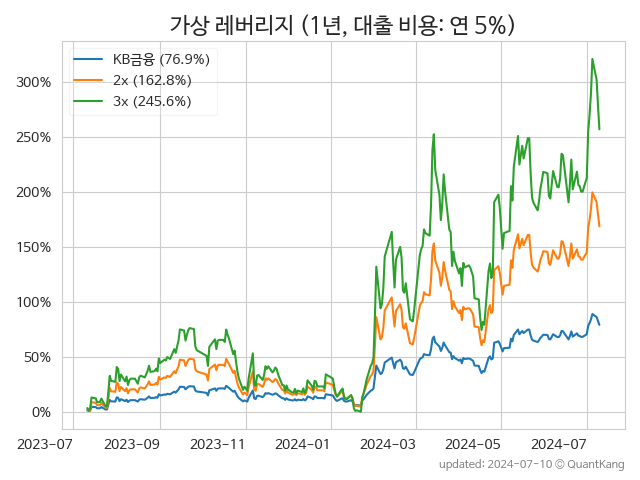 가상 레버리지 (1년, 대출 비용: 연 5%)
KB금융 (76.9%)
2x (162.8%)
3x (245.6%)
300%
250%
200%
150%
100%
50%
0%
2023-07 2023-09 2023-11 2024-01 2024-03 2024-05 2024-07
updated: 2024-07-10 ⓒ QuantKang